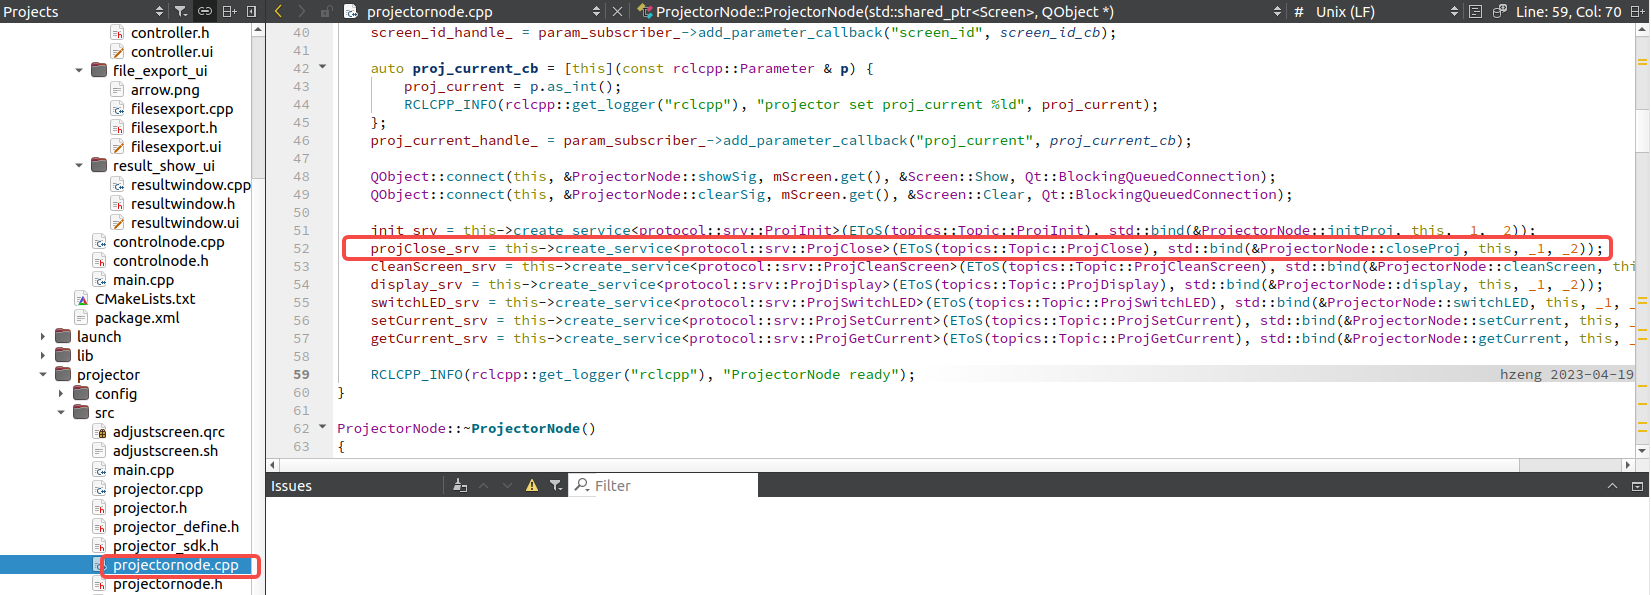 Projects
projectornode.cpp
ProjectorNode::ProjectorNode(std::shared_ptr<Screen>, QObject *)
#
Unix (LF)
Line: 59, Col: 70
controller.h
controller.ui
file_export_ui
arrow.png
filesexport.cpp
filesexport.h
filesexport.ui
result_show_ui
resultwindow.cpp
resultwindow.h
resultwindow.ui
controlnode.cpp
controlnode.h
main.cpp
CMakeLists.txt
package.xml
launch
lib
projector
config
src
adjustscreen.qrc
adjustscreen.sh
main.cpp
projector.cpp
projector.h
projector_define.h
projector_sdk.h
projectornode.cpp
projectornode.h
40 screen_id_handle_ = param_subscriber_->add_parameter_callback("screen_id", screen_id_cb);
41
42 auto proj_current_cb = [this](const rclcpp::Parameter & p) {
43 proj_current = p.as_int();
44 RCLCPP_INFO(rclcpp::get_logger("rclcpp"), "projector set proj_current %ld", proj_current);
45 };
46 proj_current_handle_ = param_subscriber_->add_parameter_callback("proj_current", proj_current_cb);
47
48 QObject::connect(this, &ProjectorNode::showSig, mScreen.get(), &Screen::Show, Qt::BlockingQueuedConnection);
49 QObject::connect(this, &ProjectorNode::clearSig, mScreen.get(), &Screen::Clear, Qt::BlockingQueuedConnection);
50
51 init_srv = this->create_service<protocol::srv::ProjInit>(EToS(topics::Topic::ProjInit), std::bind(&ProjectorNode::initProj, this, _1, _2));
52 projClose_srv = this->create_service<protocol::srv::ProjClose>(EToS(topics::Topic::ProjClose), std::bind(&ProjectorNode::closeProj, this, _1, _2));
53 cleanScreen_srv = this->create_service<protocol::srv::ProjCleanScreen>(EToS(topics::Topic::ProjCleanScreen), std::bind(&ProjectorNode::cleanScreen, thi
54 display_srv = this->create_service<protocol::srv::ProjDisplay>(EToS(topics::Topic::ProjDisplay), std::bind(&ProjectorNode::display, this, _1, _2));
55 switchLED_srv = this->create_service<protocol::srv::ProjSwitchLED>(EToS(topics::Topic::ProjSwitchLED), std::bind(&ProjectorNode::switchLED, this, _1, _
56 setCurrent_srv = this->create_service<protocol::srv::ProjSetCurrent>(EToS(topics::Topic::ProjSetCurrent), std::bind(&ProjectorNode::setCurrent, this, _
57 getCurrent_srv = this->create_service<protocol::srv::ProjGetCurrent>(EToS(topics::Topic::ProjGetCurrent), std::bind(&ProjectorNode::getCurrent, this, _
58
59 RCLCPP_INFO(rclcpp::get_logger("rclcpp"), "ProjectorNode ready"); hzeng 2023-04-19
60 }
61
62 ProjectorNode::~ProjectorNode()
63 {
Issues
Filter